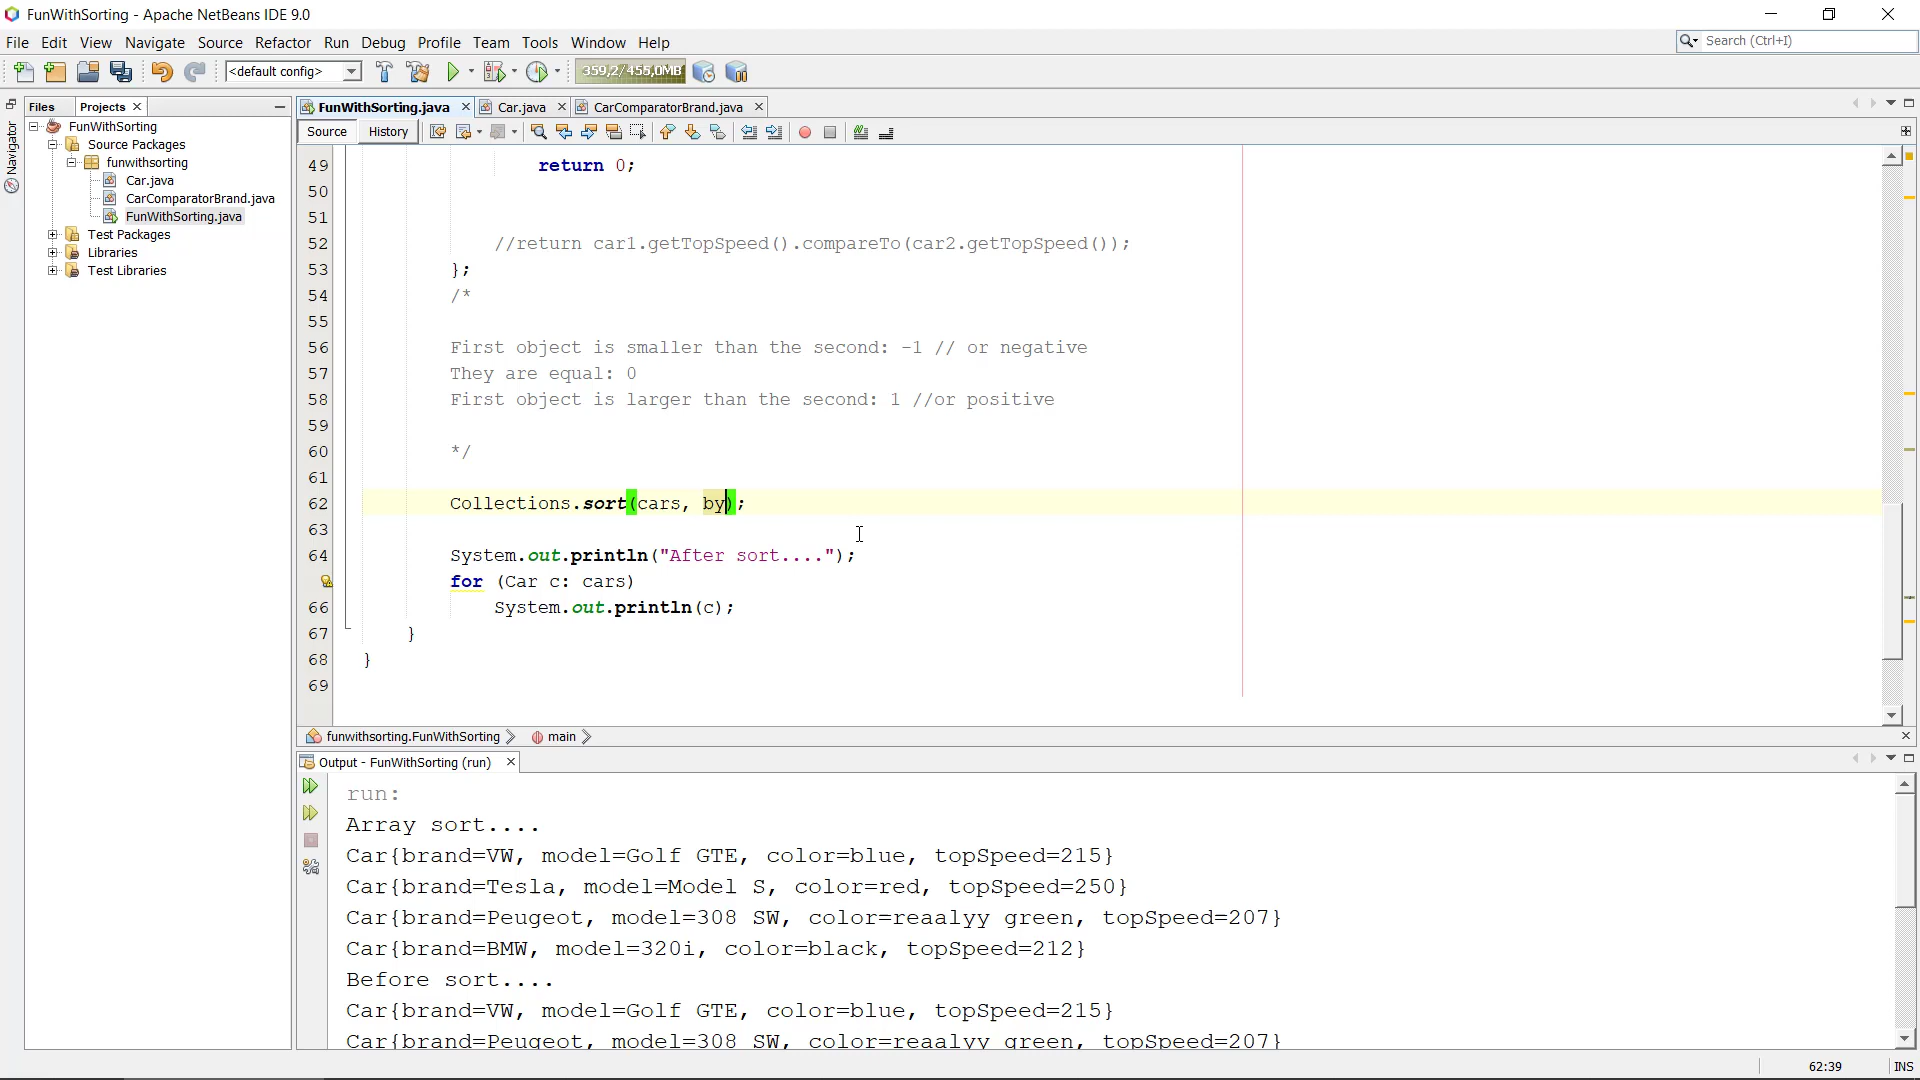 FunWithSorting - Apache NetBeans IDE 9.0
File Edit View Navigate Source Refactor Run Debug Profile Team Tools Window Help
Search (Ctrl+I)
<default config>
359,2/455,0MB
Files Projects
FunWithSorting.java Car.java CarComparatorBrand.java
Navigator
FunWithSorting
Source Packages
funwithsorting
Car.java
CarComparatorBrand.java
FunWithSorting.java
Test Packages
Libraries
Test Libraries
Source History
49 return 0;
50
51
52 //return car1.getTopSpeed().compareTo(car2.getTopSpeed());
53 };
54 /*
55
56 First object is smaller than the second: -1 // or negative
57 They are equal: 0
58 First object is larger than the second: 1 //or positive
59
60 */
61
62 Collections.sort(cars, by);
63
64 System.out.println("After sort....");
for (Car c: cars)
66 System.out.println(c);
67 }
68 }
69
funwithsorting.FunWithSorting main
Output - FunWithSorting (run)
run:
Array sort....
Car{brand=VW, model=Golf GTE, color=blue, topSpeed=215}
Car{brand=Tesla, model=Model S, color=red, topSpeed=250}
Car{brand=Peugeot, model=308 SW, color=reaalyy green, topSpeed=207}
Car{brand=BMW, model=320i, color=black, topSpeed=212}
Before sort....
Car{brand=VW, model=Golf GTE, color=blue, topSpeed=215}
Car{brand=Peugeot, model=308 SW, color=reaalyy green, topSpeed=207}
62:39 INS